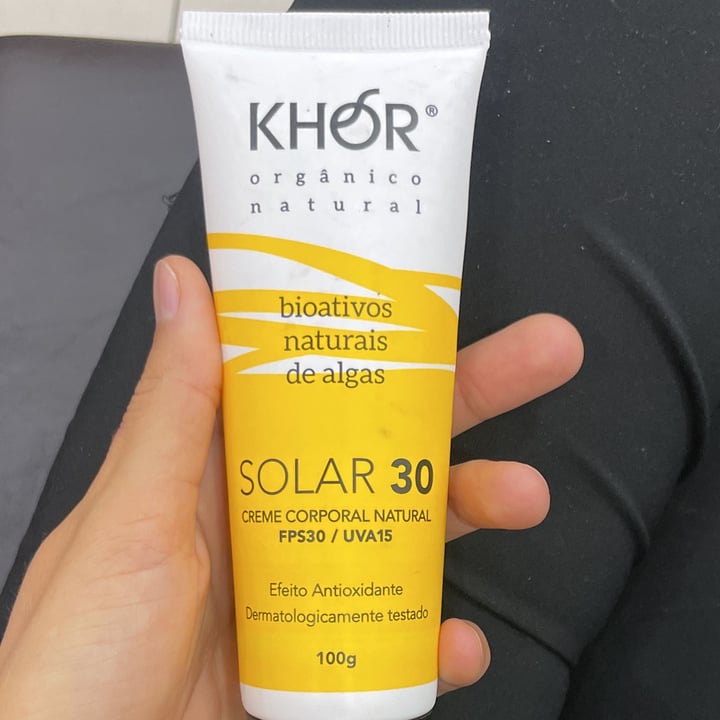 KHOR®
orgânico
natural
bioativos
naturais
de algas
SOLAR 30
CREME CORPORAL NATURAL
FPS30 / UVA15
Efeito Antioxidante
Dermatologicamente testado
100g